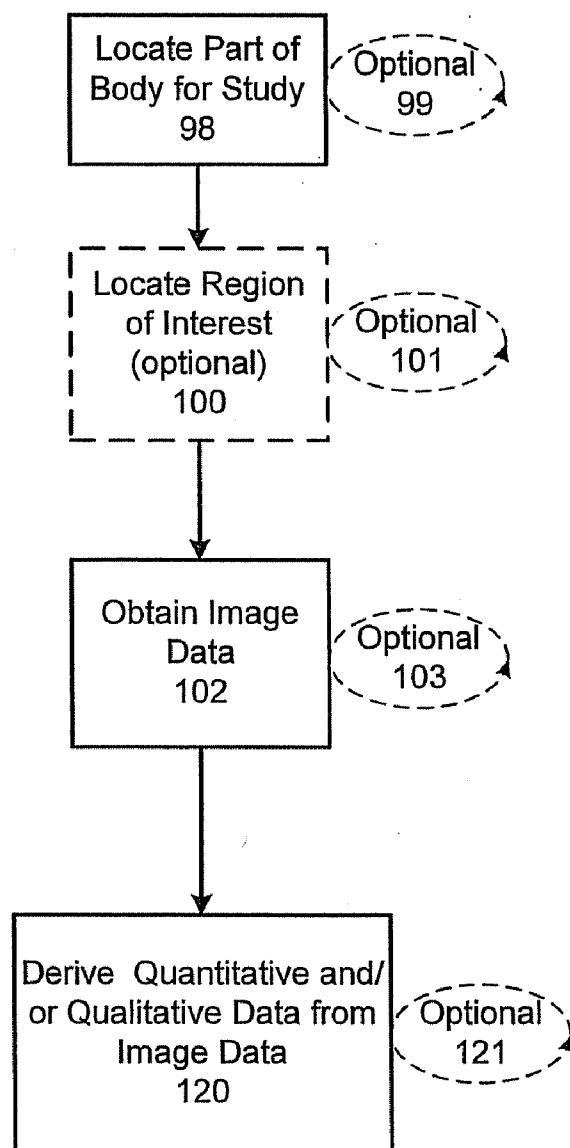 Locate Part of
Body for Study
98
Optional
99
Locate Region
of Interest
(optional)
100
Optional
101
Obtain Image
Data
102
Optional
103
Derive Quantitative and/
or Qualitative Data from
Image Data
120
Optional
121